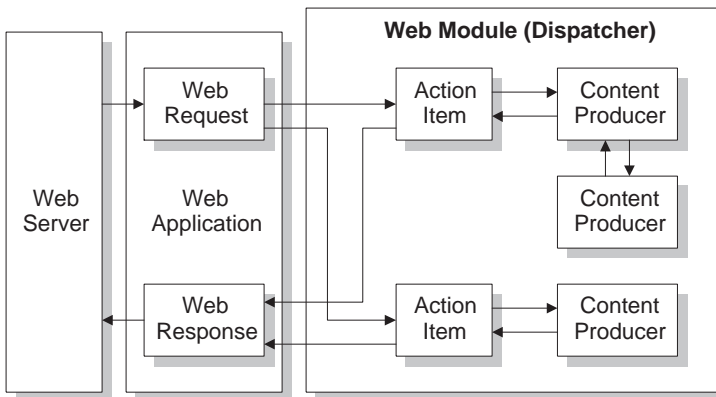 Web Module (Dispatcher)
Web
Request
Action
Item
Content
Producer
Web
Server
Web
Application
Content
Producer
Web
Response
Action
Item
Content
Producer